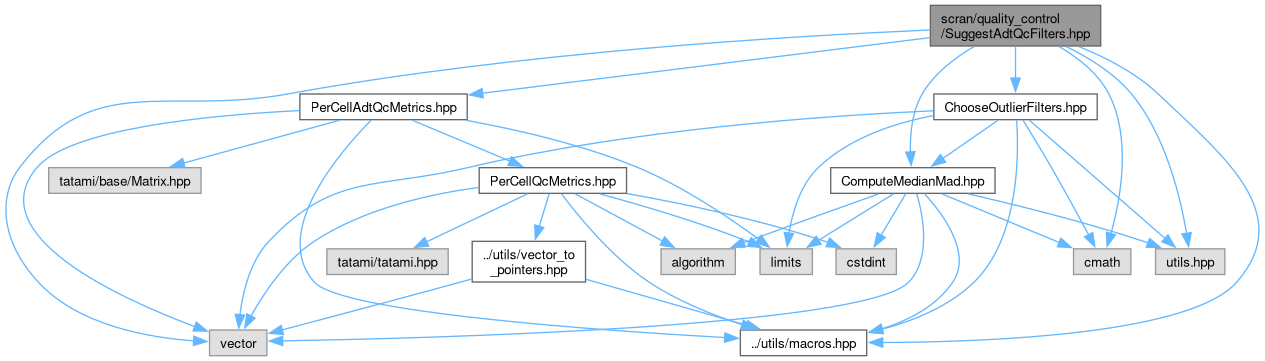 scran/quality_control
/SuggestAdtQcFilters.hpp
PerCellAdtQcMetrics.hpp
ChooseOutlierFilters.hpp
tatami/base/Matrix.hpp
PerCellQcMetrics.hpp
ComputeMedianMad.hpp
tatami/tatami.hpp
../utils/vector_to
_pointers.hpp
algorithm
limits
cstdint
cmath
utils.hpp
vector
../utils/macros.hpp